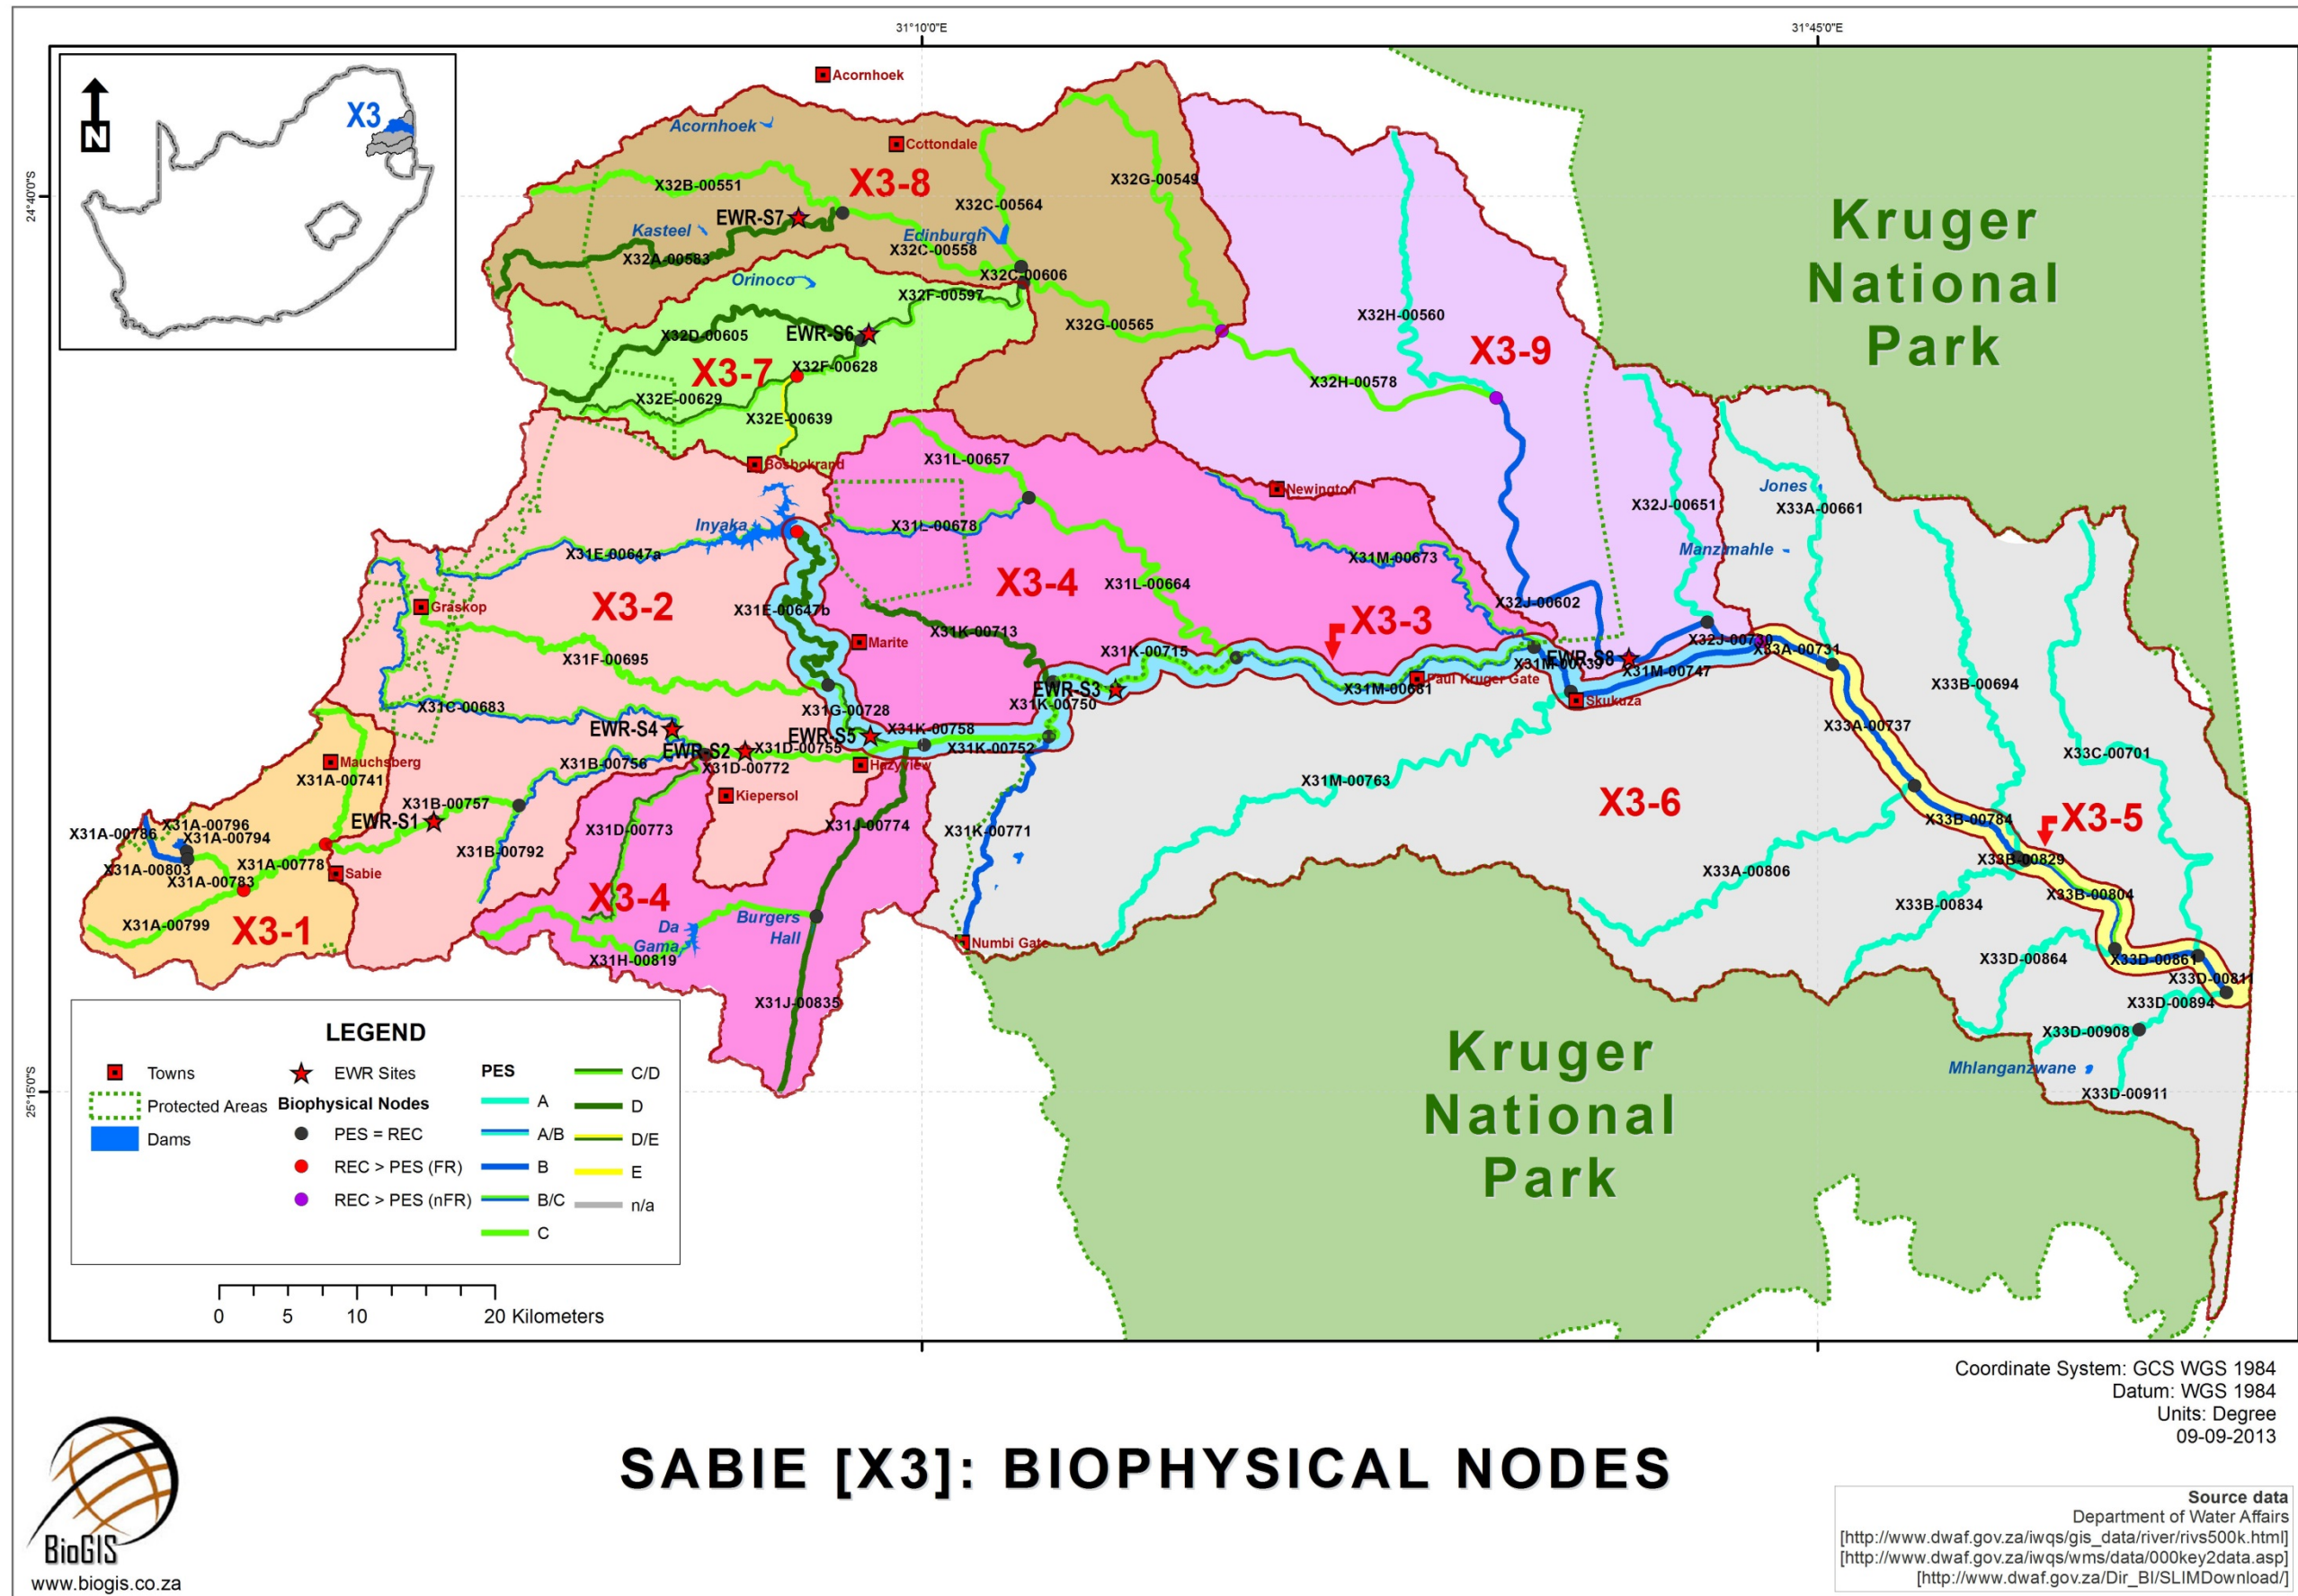 31°10'0"E
31°45'0"E
24°40'0"S
25°15'0"S
N
X3
Acornhoek
Acornhoek
Cottondale
X32B-00551
X3-8
X32G-00549
X32C-00564
EWR-S7
Kasteel
Edinburgh
X32C-00558
X32A-00583
X32C-00606
Orinoco
X32F-00597
X32G-00565
X32D-00605
EWR-S6
X3-7
X32F-00628
X32E-00629
X32E-00639
X32H-00560
X3-9
X32H-00578
Kruger
National
Park
Bosbokrand
X31L-00657
Newington
X32J-00651
Jones
X33A-00661
Inyaka
X31L-00678
X31E-00647a
X31M-00673
Manzimahle
X3-2
X31E-00647b
X3-4
X31L-00664
X32J-00602
X3-3
Graskop
Marite
X31K-00713
X32J-00730
X33A-00731
X31F-00695
X31K-00715
EWR-S8
X31M-00739
X31M-00747
Paul Kruger Gate
X31M-00681
EWR-S3
X33B-00694
Skukuza
X31C-00683
X31G-00728
X31K-00750
EWR-S4
EWR-S5
X31K-00758
X33A-00737
EWR-S2
X31D-00755
X31K-00752
X33C-00701
Mauchsberg
X31B-00756
X31D-00772
Hazyview
X31A-00741
Kiepersol
X31M-00763
X3-6
X31B-00757
EWR-S1
X3-5
X33B-00784
X31A-00786
X31A-00796
X31A-00794
X31D-00773
X31J-00774
X31K-00771
X31B-00792
X31A-00803
X31A-00778
X33B-00829
X31A-00783
Sabie
X33A-00806
X3-4
X33B-00804
X33B-00834
X31A-00799
X3-1
Da
Gama
Burgers
Hall
Numbi Gate
X31H-00819
X33D-00864
X33D-00861
X33D-00811
X31J-00835
X33D-00894
X33D-00908
Mhlanganzwane
X33D-00911
Kruger
National
Park
LEGEND
Towns
Protected Areas
Dams
EWR Sites
Biophysical Nodes
PES = REC
REC > PES (FR)
REC > PES (nFR)
PES
A
A/B
B
B/C
C
C/D
D
D/E
E
n/a
0 5 10 20 Kilometers
Coordinate System: GCS WGS 1984
Datum: WGS 1984
Units: Degree
09-09-2013
SABIE [X3]: BIOPHYSICAL NODES
BioGIS
www.biogis.co.za
Source data
Department of Water Affairs
[http://www.dwaf.gov.za/iwqs/gis_data/river/rivs500k.html]
[http://www.dwaf.gov.za/iwqs/wms/data/000key2data.asp]
[http://www.dwaf.gov.za/Dir_BI/SLIMDownload/]